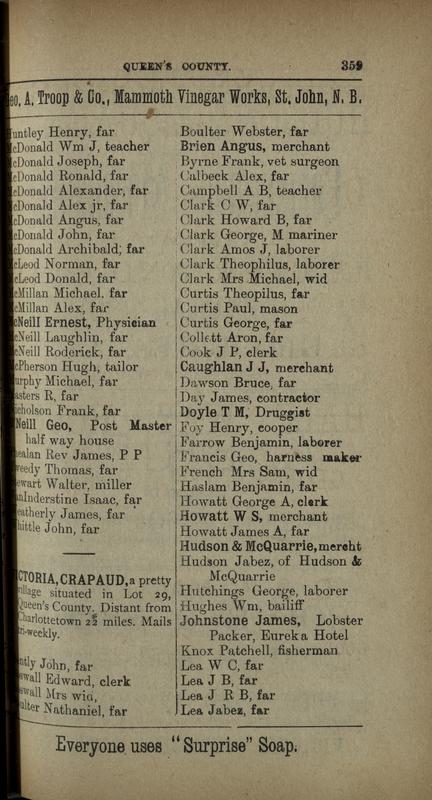 QUEEN'S COUNTY.
359
Geo. A. Troop & Co., Mammoth Vinegar Works, St. John, N. B.
untley Henry, far
cDonald Wm J, teacher
cDonald Joseph, far
cDonald Ronald, far
cDonald Alexander, far
cDonald Alex jr, far
cDonald Angus, far
cDonald John, far
cDonald Archibald, far
cLeod Norman, far
cLeod Donald, far
cMillan Michael, far
cMillan Alex, far
cNeill Ernest, Physician
cNeill Laughlin, far
cNeill Roderick, far
cPherson Hugh, tailor
urphy Michael, far
asters R, far
icholson Frank, far
Neill Geo, Post Master
half way house
helan Rev James, P P
weedy Thomas, far
ewart Walter, miller
anInderstine Isaac, far
eatherly James, far
hittle John, far
CTORIA, CRAPAUD, a pretty
village situated in Lot 29,
Queen's County. Distant from
Charlottetown 22 miles. Mails
tri-weekly.
ntly John, far
swall Edward, clerk
swall Mrs wid,
ulter Nathaniel, far
Boulter Webster, far
Brien Angus, merchant
Byrne Frank, vet surgeon
Calbeck Alex, far
Campbell A B, teacher
Clark C W, far
Clark Howard B, far
Clark George, M mariner
Clark Amos J, laborer
Clark Theophilus, laborer
Clark Mrs Michael, wid
Curtis Theopilus, far
Curtis Paul, mason
Curtis George, far
Collett Aron, far
Cook J P, clerk
Caughlan J J, merchant
Dawson Bruce, far
Day James, contractor
Doyle T M, Druggist
Foy Henry, cooper
Farrow Benjamin, laborer
Francis Geo, harness maker
French Mrs Sam, wid
Haslam Benjamin, far
Howatt George A, clerk
Howatt W S, merchant
Howatt James A, far
Hudson & McQuarrie, mercht
Hudson Jabez, of Hudson &
McQuarrie
Hutchings George, laborer
Hughes Wm, bailiff
Johnstone James, Lobster
Packer, Eureka Hotel
Knox Patchell, fisherman
Lea W C, far
Lea J B, far
Lea J R B, far
Lea Jabez, far
Everyone uses "Surprise" Soap.